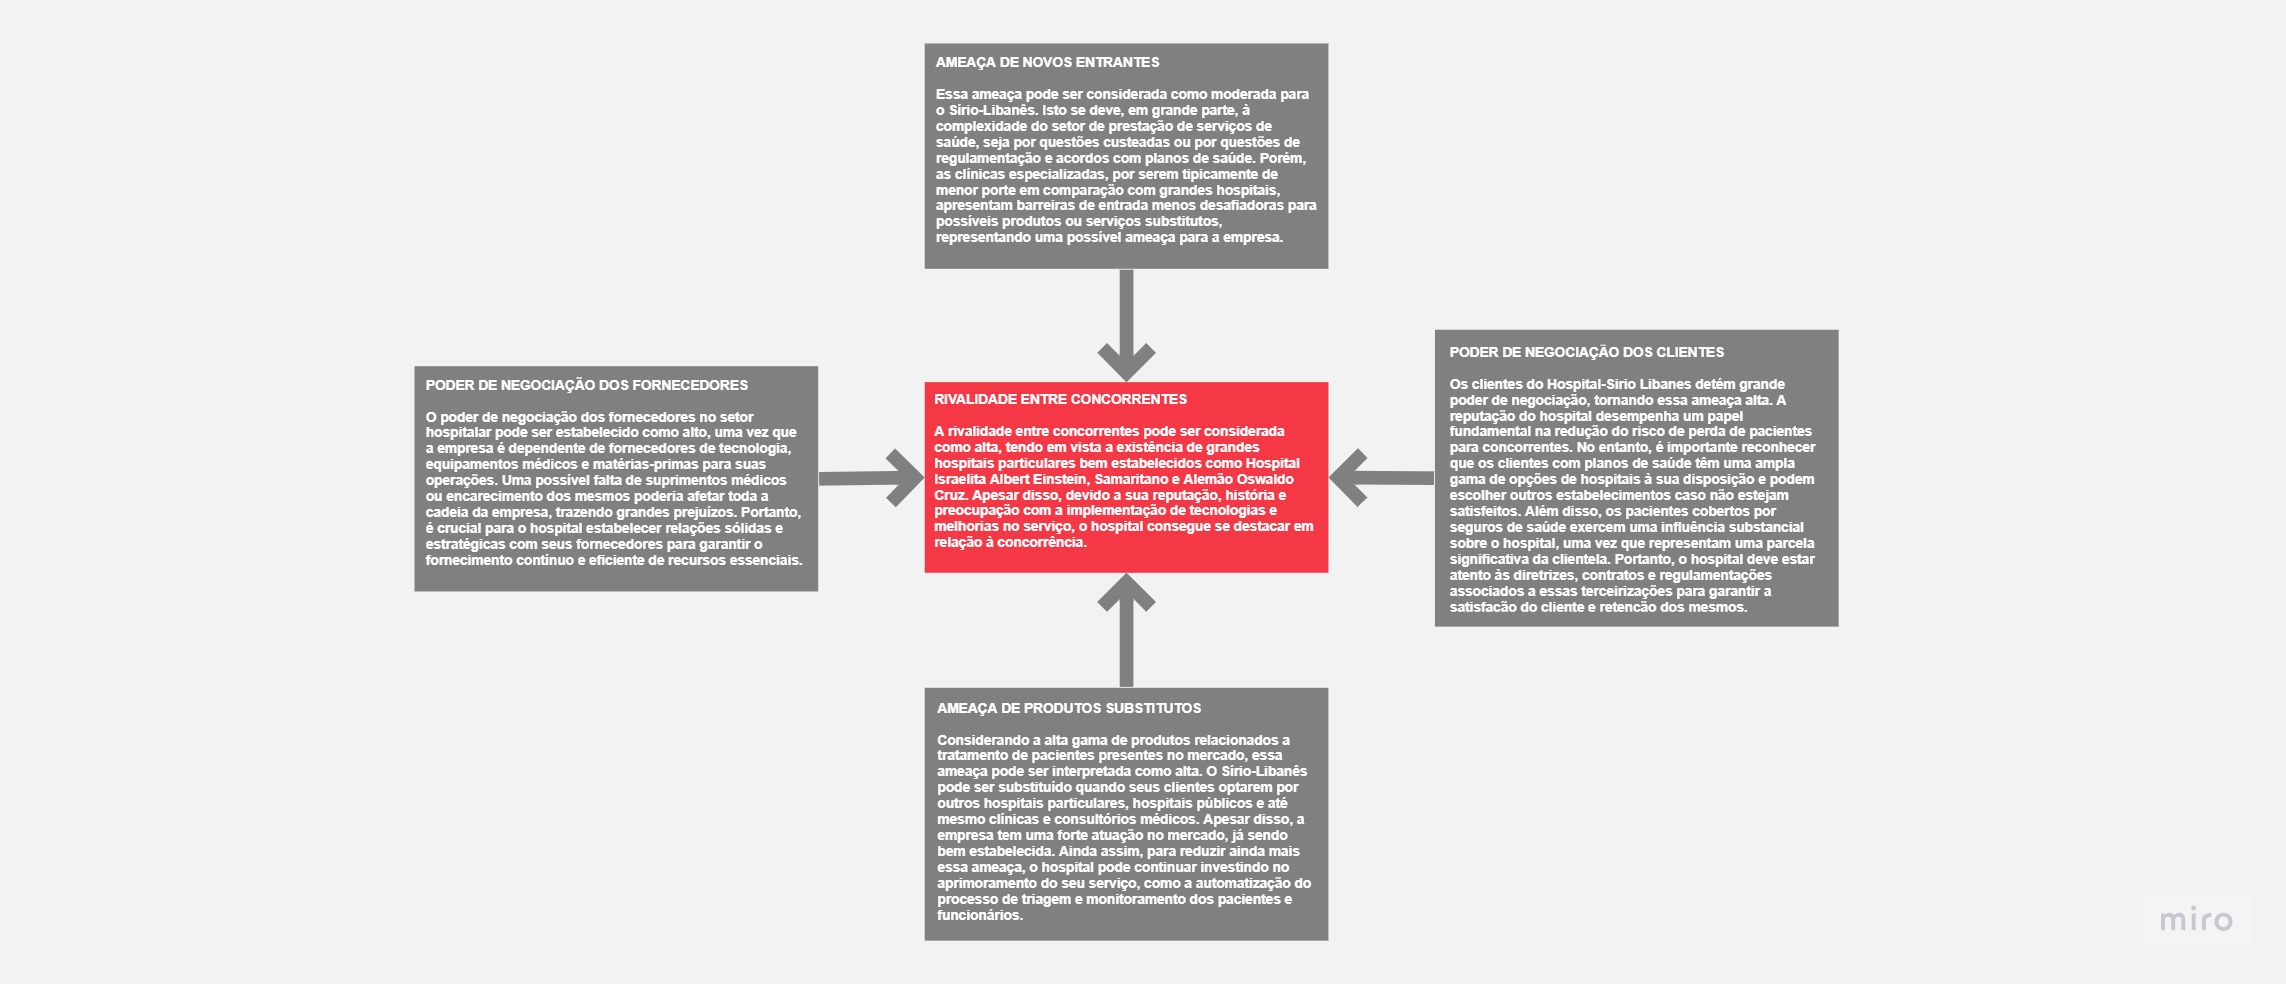 AMEAÇA DE NOVOS ENTRANTES
Essa ameaça pode ser considerada como moderada para
o Sírio-Libanês. Isto se deve, em grande parte, à
complexidade do setor de prestação de serviços de
saúde, seja por questões custeadas ou por questões de
regulamentação e acordos com planos de saúde. Porém,
as clínicas especializadas, por serem tipicamente de
menor porte em comparação com grandes hospitais,
apresentam barreiras de entrada menos desafiadoras para
possíveis produtos ou serviços substitutos,
representando uma possível ameaça para a empresa.
PODER DE NEGOCIAÇÃO DOS FORNECEDORES
O poder de negociação dos fornecedores no setor
hospitalar pode ser estabelecido como alto, uma vez que
a empresa é dependente de fornecedores de tecnologia,
equipamentos médicos e matérias-primas para suas
operações. Uma possível falta de suprimentos médicos
ou encarecimento dos mesmos poderia afetar toda a
cadeia da empresa, trazendo grandes prejuízos. Portanto,
é crucial para o hospital estabelecer relações sólidas e
estratégicas com seus fornecedores para garantir o
fornecimento contínuo e eficiente de recursos essenciais.
RIVALIDADE ENTRE CONCORRENTES
A rivalidade entre concorrentes pode ser considerada
como alta, tendo em vista a existência de grandes
hospitais particulares bem estabelecidos como Hospital
Israelita Albert Einstein, Samaritano e Alemão Oswaldo
Cruz. Apesar disso, devido a sua reputação, história e
preocupação com a implementação de tecnologias e
melhorias no serviço, o hospital consegue se destacar em
relação à concorrência.
PODER DE NEGOCIAÇÃO DOS CLIENTES
Os clientes do Hospital-Sirio Libanes detém grande
poder de negociação, tornando essa ameaça alta. A
reputação do hospital desempenha um papel
fundamental na redução do risco de perda de pacientes
para concorrentes. No entanto, é importante reconhecer
que os clientes com planos de saúde têm uma ampla
gama de opções de hospitais à sua disposição e podem
escolher outros estabelecimentos caso não estejam
satisfeitos. Além disso, os pacientes cobertos por
seguros de saúde exercem uma influência substancial
sobre o hospital, uma vez que representam uma parcela
significativa da clientela. Portanto, o hospital deve estar
atento às diretrizes, contratos e regulamentações
associados a essas terceirizações para garantir a
satisfação do cliente e retenção dos mesmos.
AMEAÇA DE PRODUTOS SUBSTITUTOS
Considerando a alta gama de produtos relacionados a
tratamento de pacientes presentes no mercado, essa
ameaça pode ser interpretada como alta. O Sírio-Libanês
pode ser substituído quando seus clientes optarem por
outros hospitais particulares, hospitais públicos e até
mesmo clínicas e consultórios médicos. Apesar disso, a
empresa tem uma forte atuação no mercado, já sendo
bem estabelecida. Ainda assim, para reduzir ainda mais
essa ameaça, o hospital pode continuar investindo no
aprimoramento do seu serviço, como a automatização do
processo de triagem e monitoramento dos pacientes e
funcionários.
miro